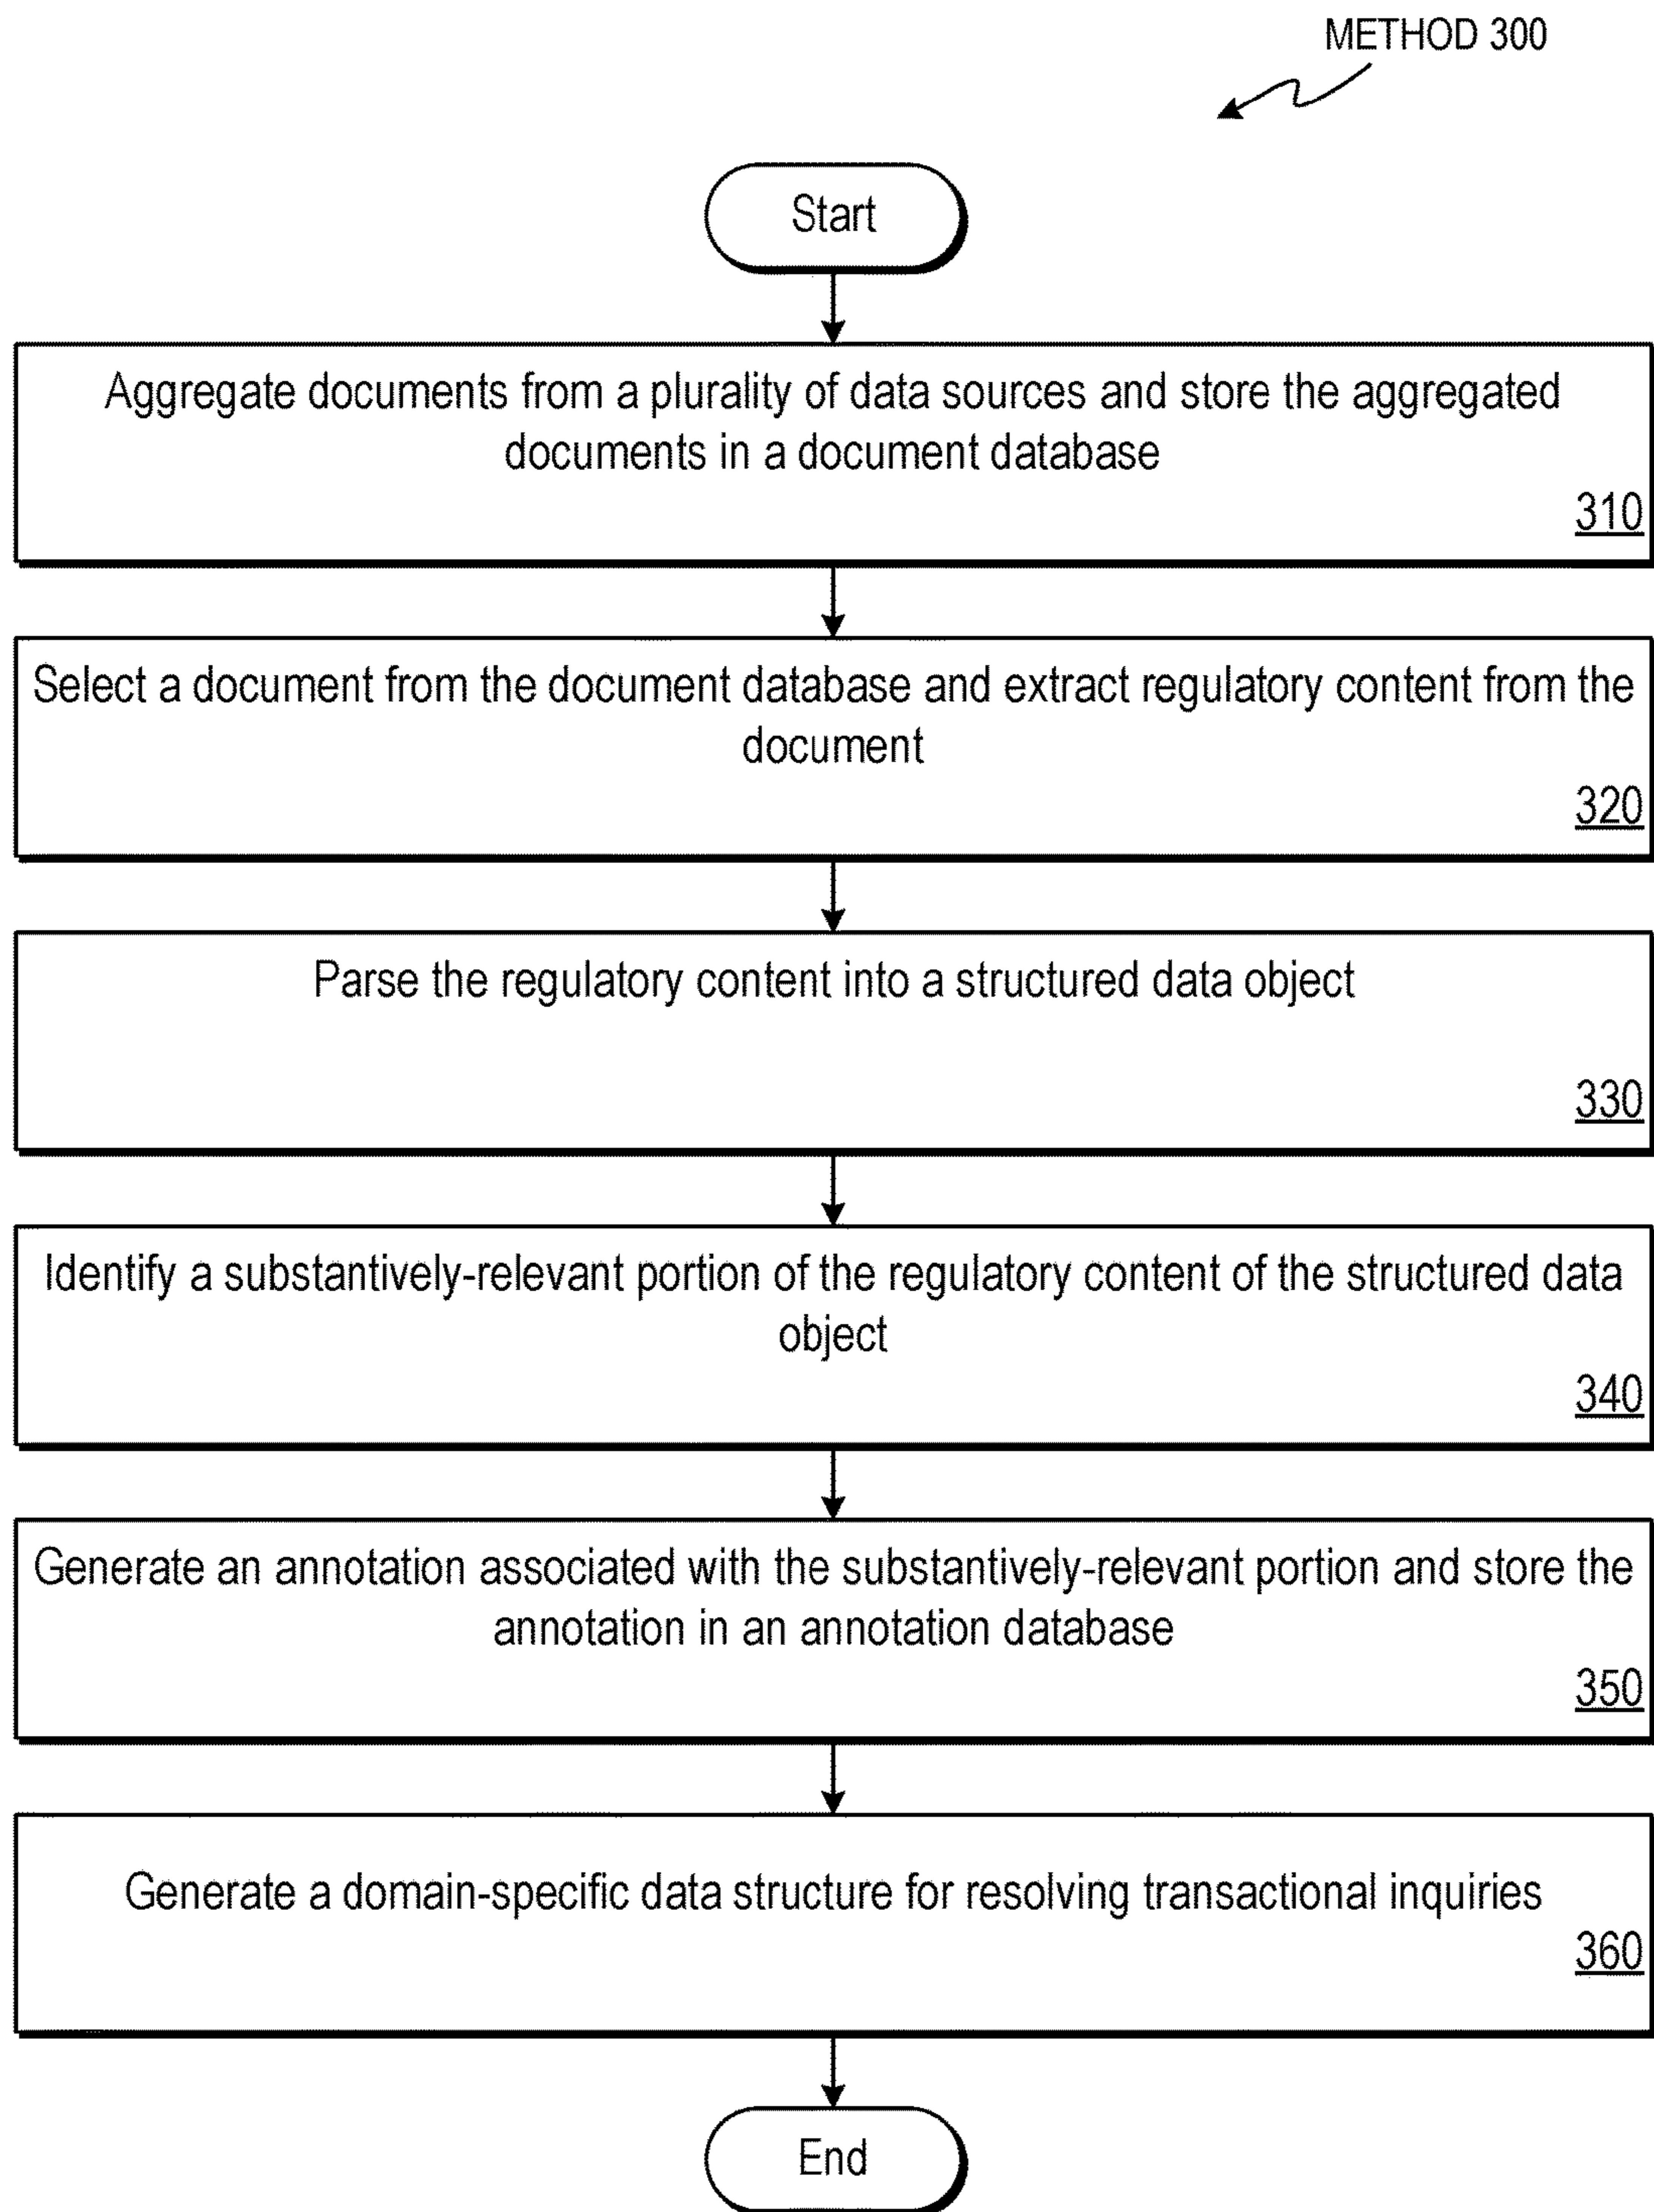 METHOD 300
Start
Aggregate documents from a plurality of data sources and store the aggregated
documents in a document database
310
Select a document from the document database and extract regulatory content from the
document
320
Parse the regulatory content into a structured data object
330
Identify a substantively-relevant portion of the regulatory content of the structured data
object
340
Generate an annotation associated with the substantively-relevant portion and store the
annotation in an annotation database
350
Generate a domain-specific data structure for resolving transactional inquiries
360
End